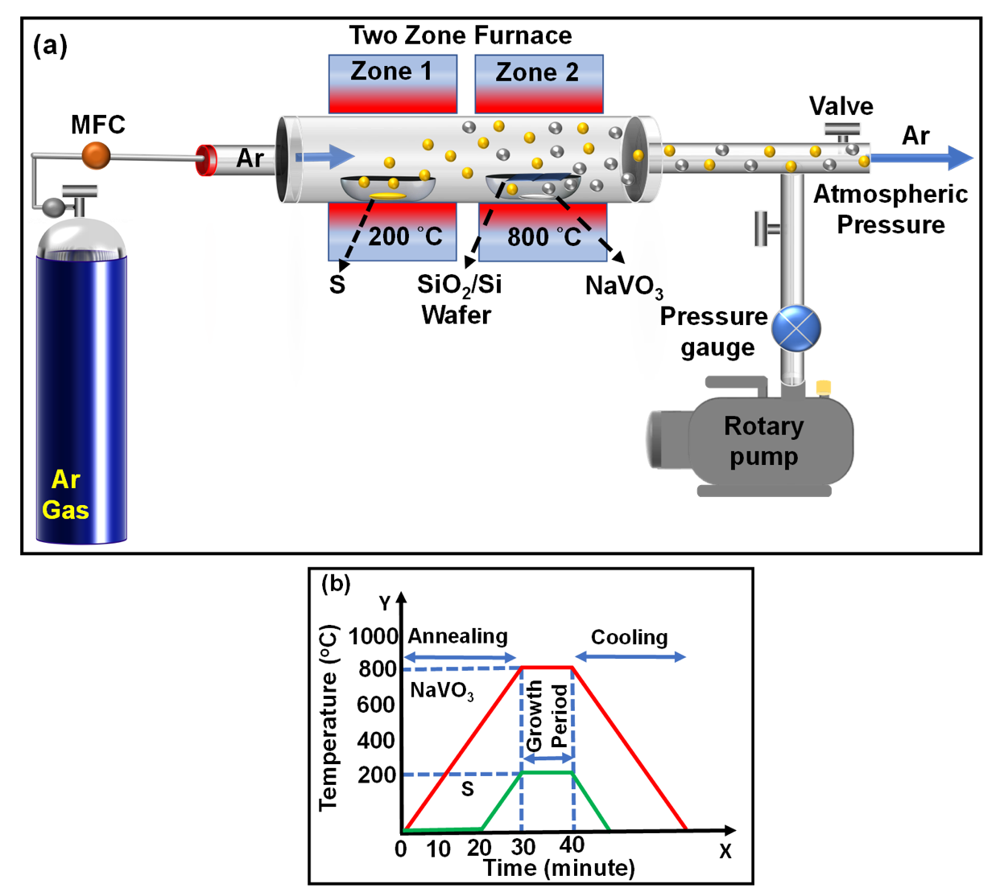 (a)
Two Zone Furnace
Zone 1
Zone 2
MFC
Valve
Ar
Ar
Atmospheric
Pressure
200 °C
800 °C
S
SiO₂/Si
Wafer
NaVO₃
Pressure
gauge
Rotary
pump
Ar
Gas
(b)
Y
Temperature (°C)
1000
800
600
400
200
Annealing
Cooling
NaVO₃
Growth
Period
S
0 10 20 30 40
X
Time (minute)